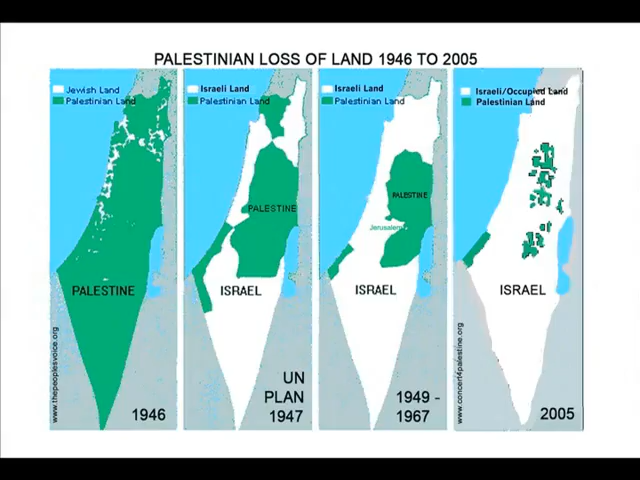 PALESTINIAN LOSS OF LAND 1946 TO 2005
Jewish Land
Palestinian Land
PALESTINE
1946
www.thepeoplesvoice.org
Israeli Land
Palestinian Land
PALESTINE
ISRAEL
UN
PLAN
1947
Israeli Land
Palestinian Land
PALESTINE
Jerusalem
ISRAEL
1949 -
1967
Israeli/Occupied Land
Palestinian Land
ISRAEL
2005
www.concert4palestine.org